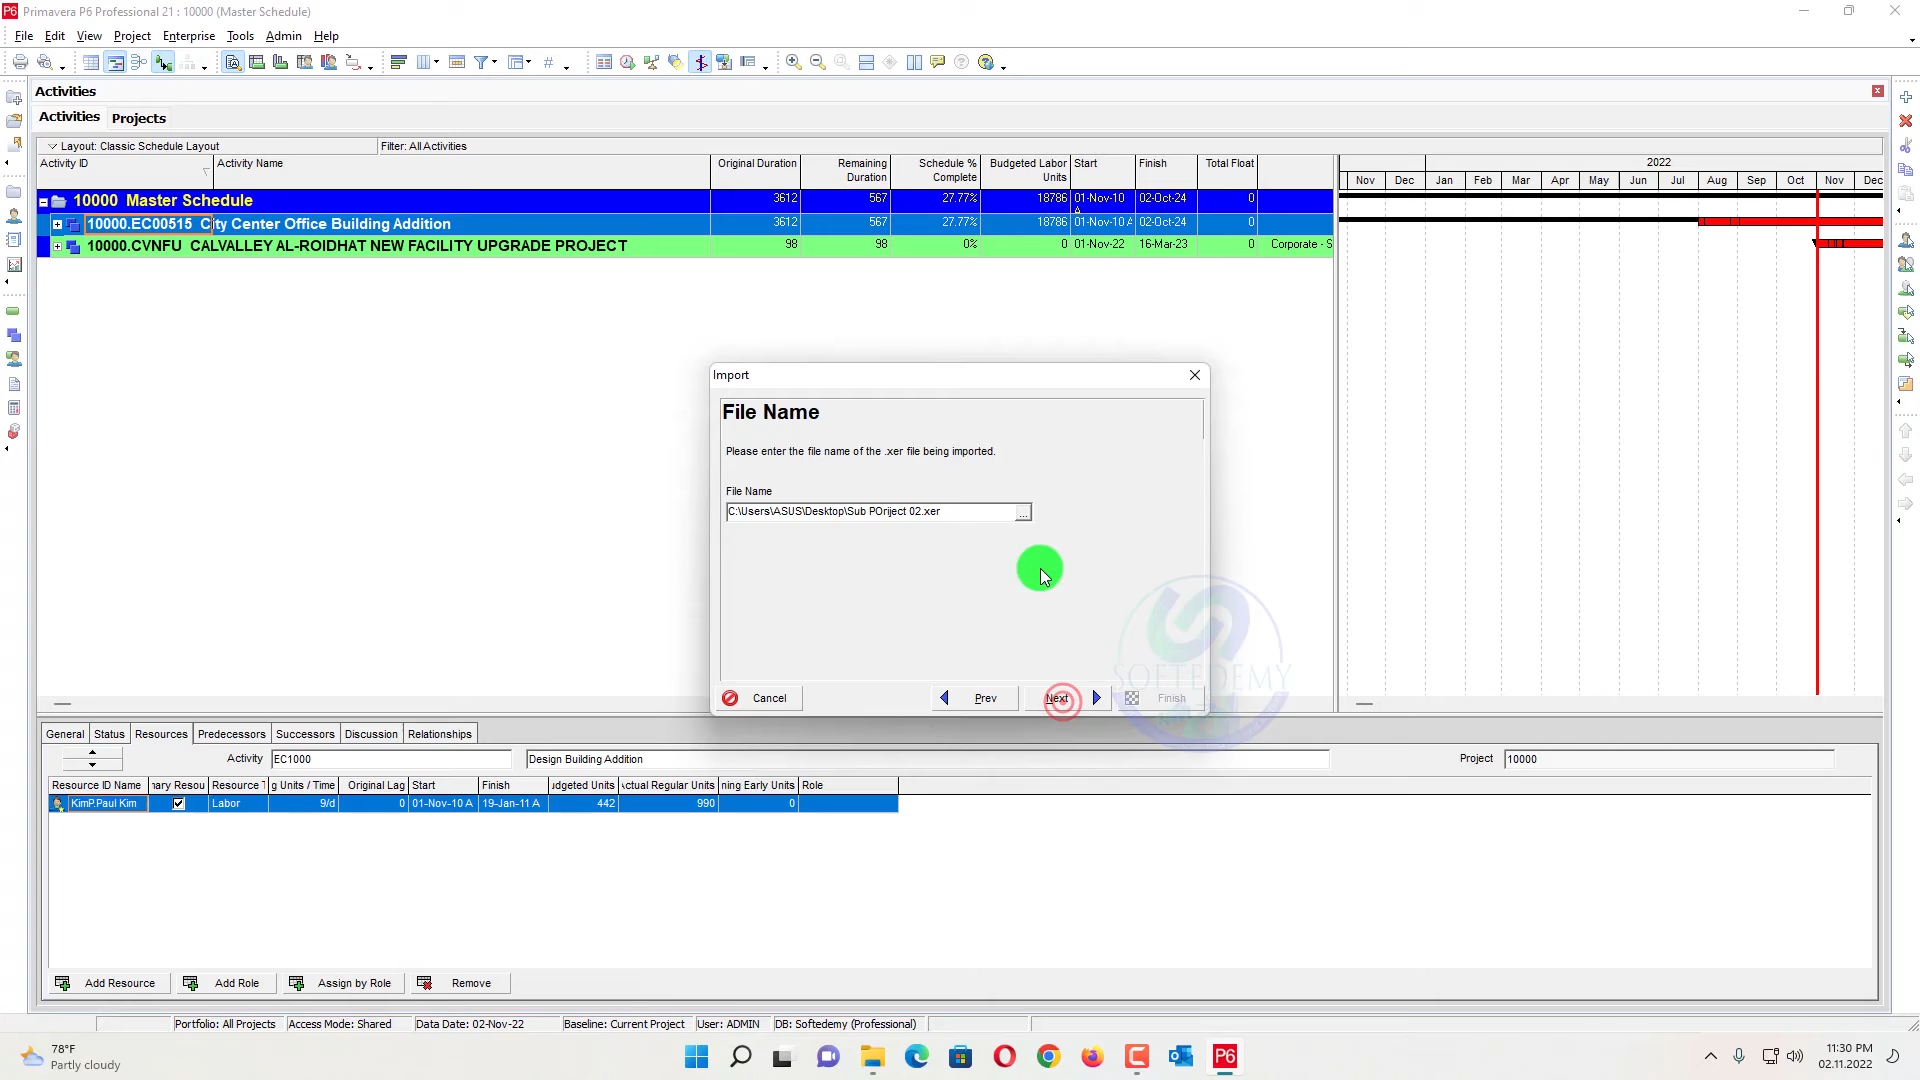 Primavera P6 Professional 21 : 10000 (Master Schedule)
File Edit View Project Enterprise Tools Admin Help
Activities
Activities Projects
Layout: Classic Schedule Layout Filter: All Activities
Activity ID Activity Name Original Duration Remaining Duration Schedule % Complete Budgeted Labor Units Start Finish Total Float
2022
Nov Dec Jan Feb Mar Apr May Jun Jul Aug Sep Oct Nov Dec
10000 Master Schedule 3612 567 27.77% 18786 01-Nov-10 A 02-Oct-24 0
10000.EC00515 City Center Office Building Addition 3612 567 27.77% 18786 01-Nov-10 A 02-Oct-24 0
10000.CVNFU CALVALLEY AL-ROIDHAT NEW FACILITY UPGRADE PROJECT 98 98 0% 0 01-Nov-22 16-Mar-23 0 Corporate - S
Import
File Name
Please enter the file name of the .xer file being imported.
File Name
C:\Users\ASUS\Desktop\Sub POriject 02.xer
...
SOFTEDEMY
Cancel Prev Next Finish
General Status Resources Predecessors Successors Discussion Relationships
Activity EC1000 Design Building Addition Project 10000
Resource ID Name nary Resou Resource T g Units / Time Original Lag Start Finish udgeted Units Actual Regular Units ning Early Units Role
KimP.Paul Kim Labor 9/d 0 01-Nov-10 A 19-Jan-11 A 442 990 0
Add Resource Add Role Assign by Role Remove
Portfolio: All Projects Access Mode: Shared Data Date: 02-Nov-22 Baseline: Current Project User: ADMIN DB: Softedemy (Professional)
78°F
Partly cloudy
P6
11:30 PM
02.11.2022